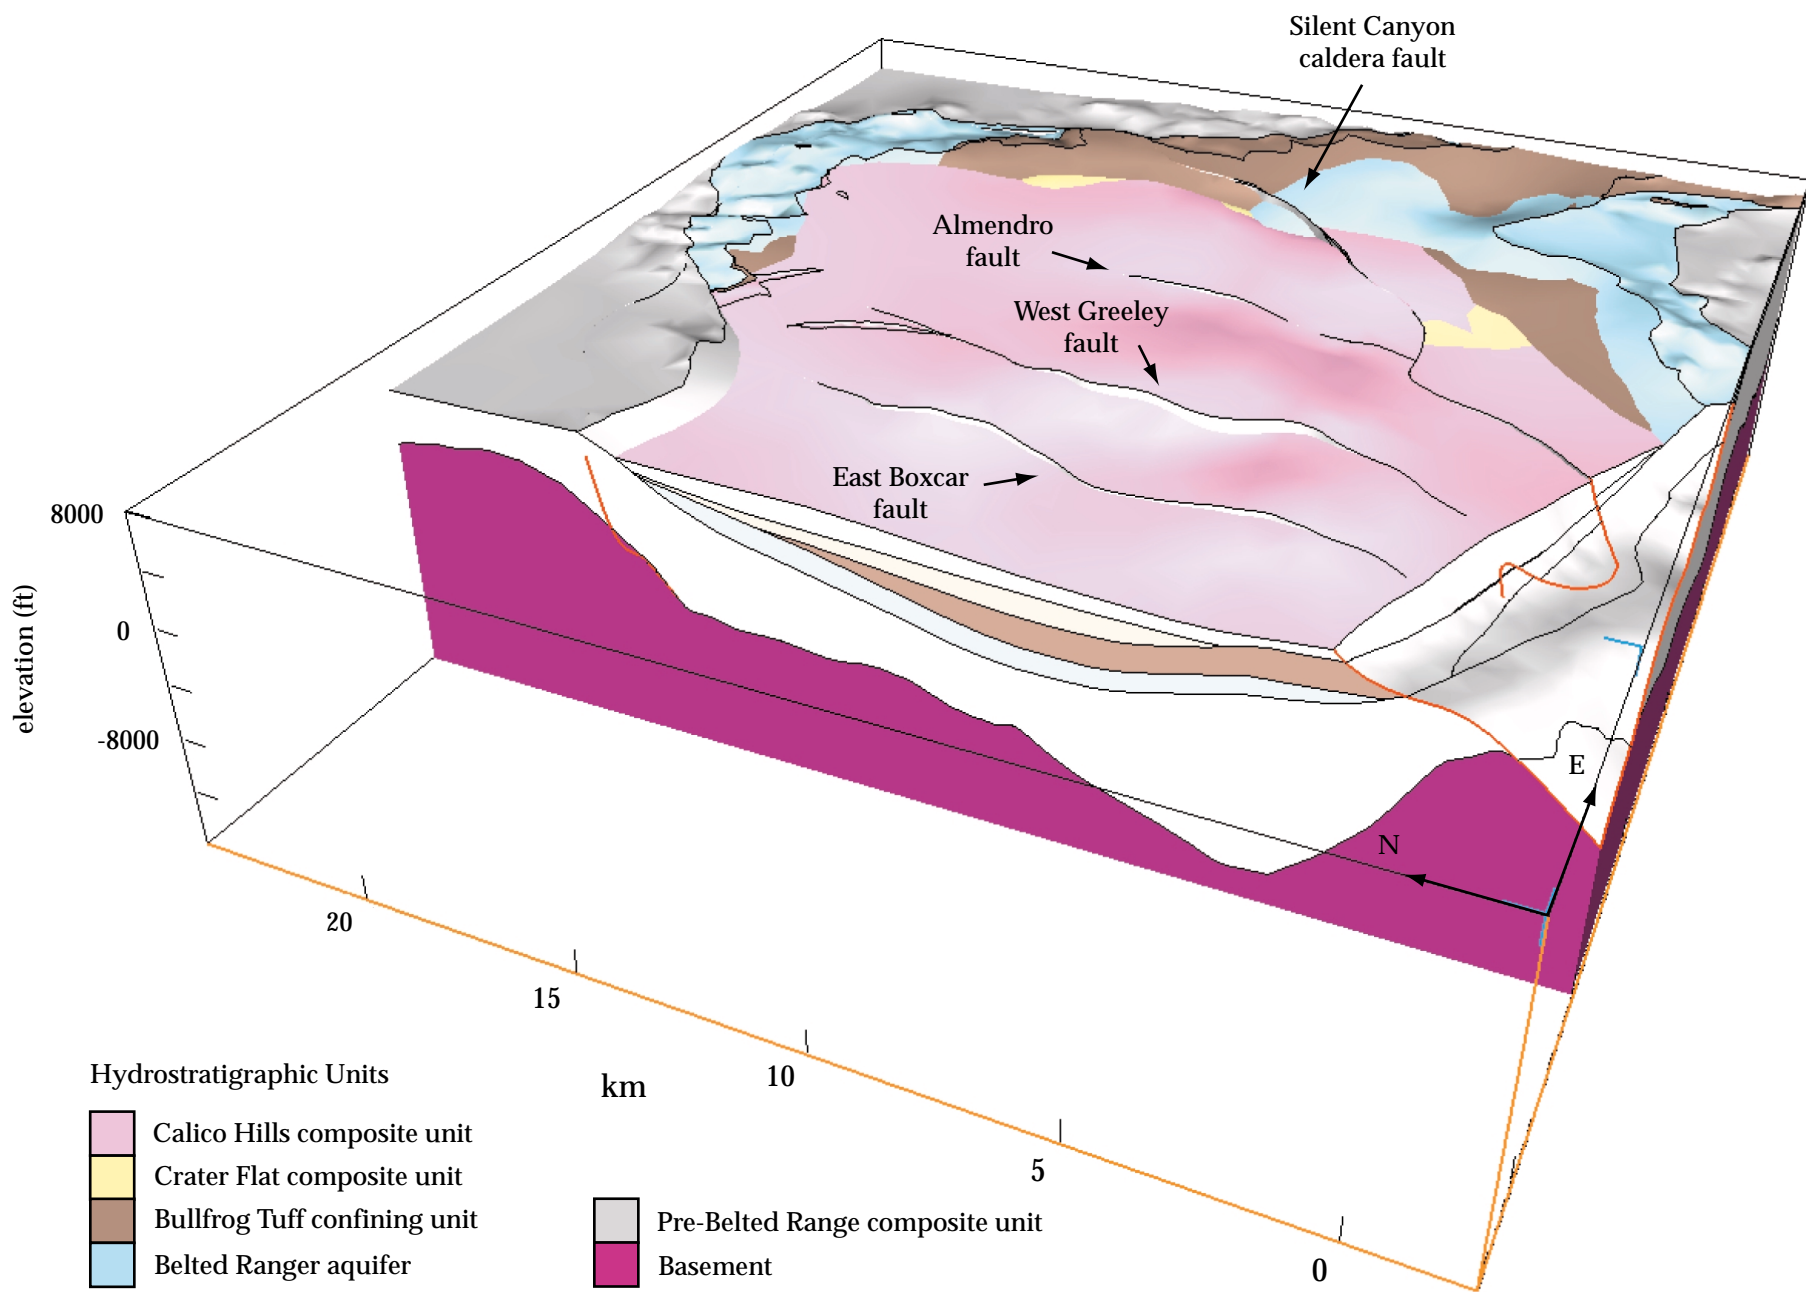 Silent Canyon
caldera fault
Almendro
fault
West Greeley
fault
East Boxcar
fault
8000
0
-8000
elevation (ft)
E
N
20
15
10
5
0
km
Hydrostratigraphic Units
Calico Hills composite unit
Crater Flat composite unit
Bullfrog Tuff confining unit
Belted Ranger aquifer
Pre-Belted Range composite unit
Basement